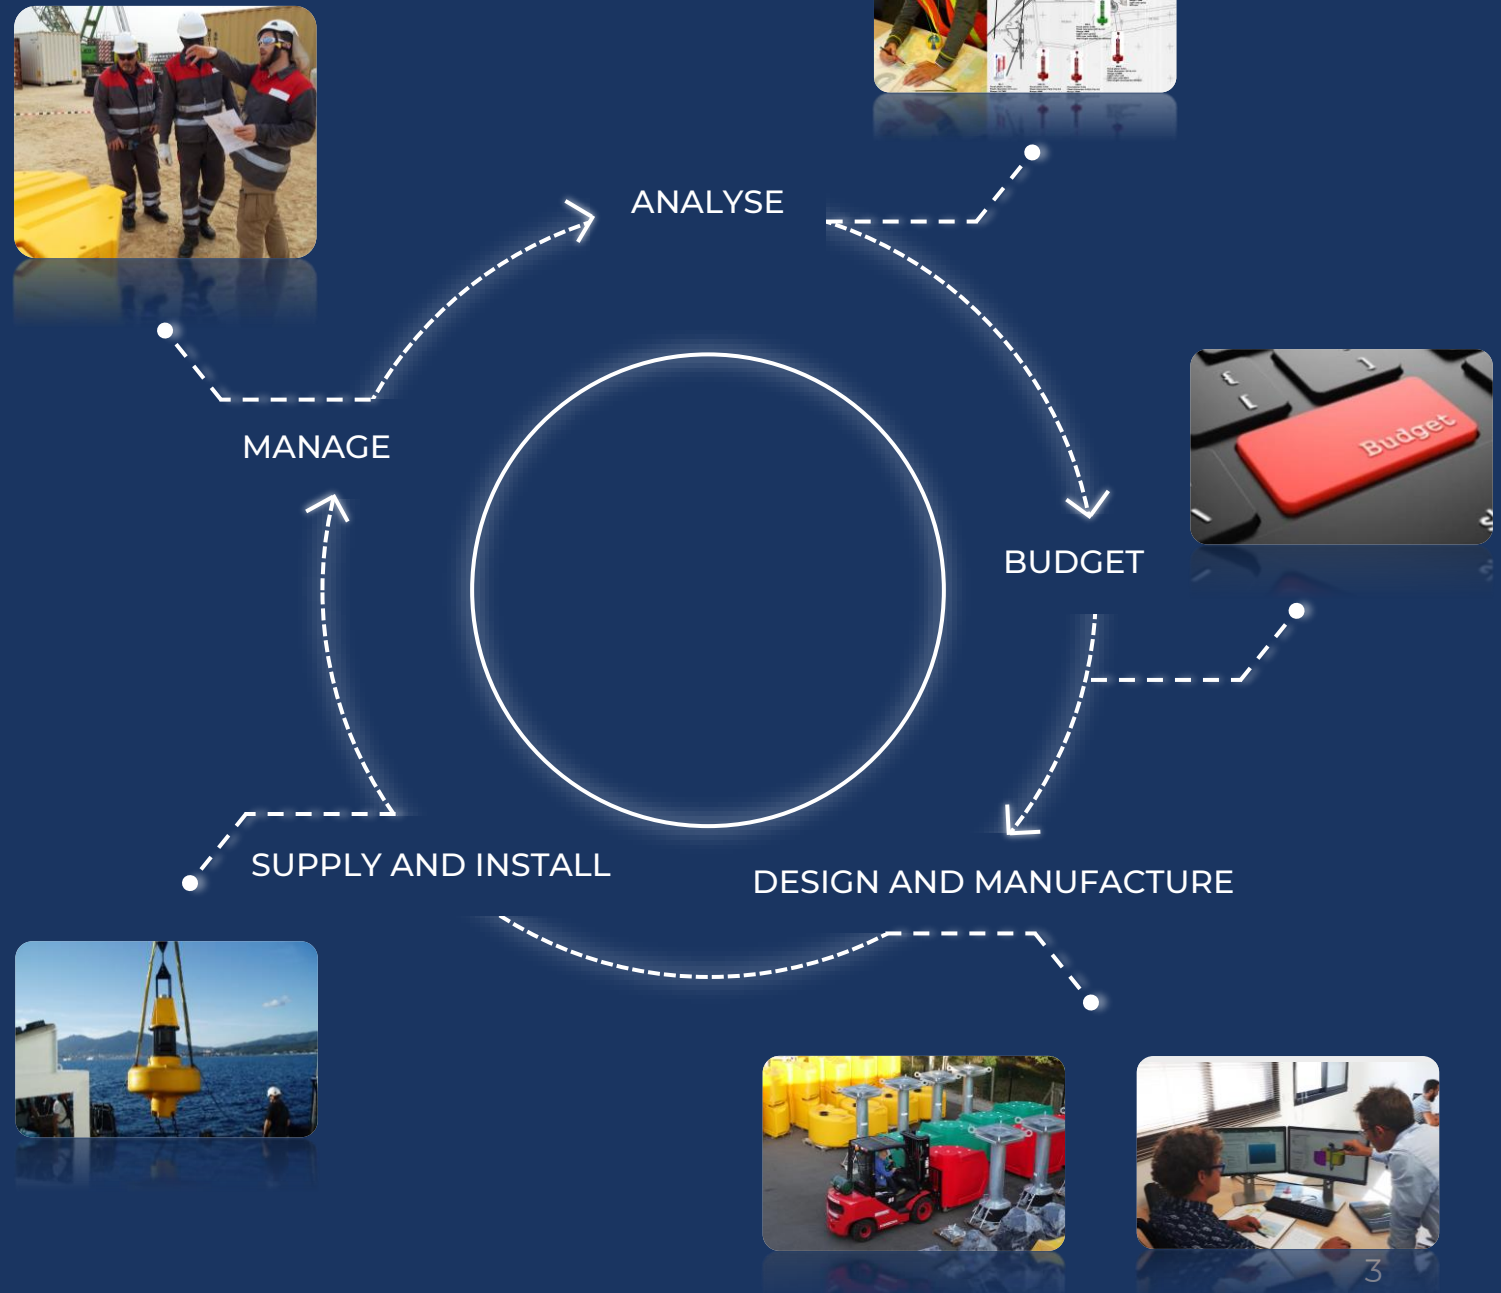 ANALYSE
MANAGE
{
[
]
Budget
BUDGET
SUPPLY AND INSTALL
DESIGN AND MANUFACTURE
3